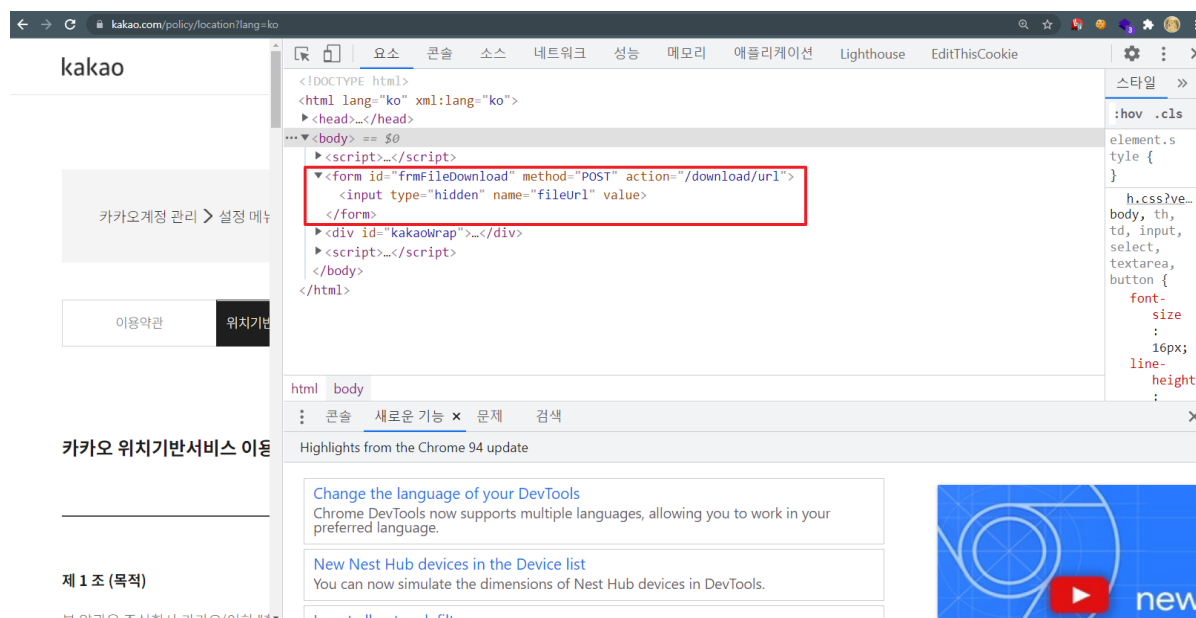 kakao.com/policy/location?lang=ko
3
kakao
카카오계정 관리 > 설정 메뉴
이용약관
위치기반
카카오 위치기반서비스 이용
제 1 조 (목적)
요소 콘솔 소스 네트워크 성능 메모리 애플리케이션 Lighthouse EditThisCookie
<!DOCTYPE html>
<html lang="ko" xml:lang="ko">
<head>…</head>
<body> == $0
<script>…</script>
<form id="frmFileDownload" method="POST" action="/download/url">
<input type="hidden" name="fileUrl" value>
</form>
<div id="kakaoWrap">…</div>
<script>…</script>
</body>
</html>
html body
스타일 »
:hov .cls
element.s
tyle {
}
h.css?ve…
body, th,
td, input,
select,
textarea,
button {
font-
size
:
16px;
line-
height
:
콘솔 새로운 기능 × 문제 검색
Highlights from the Chrome 94 update
Change the language of your DevTools
Chrome DevTools now supports multiple languages, allowing you to work in your
preferred language.
New Nest Hub devices in the Device list
You can now simulate the dimensions of Nest Hub devices in DevTools.
new